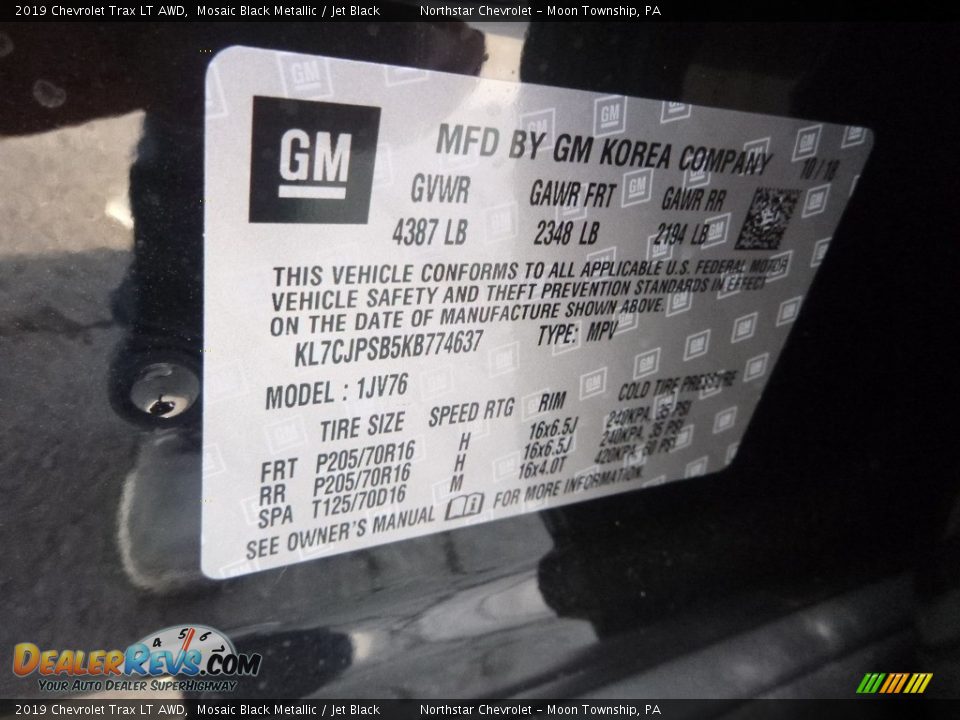 2019 Chevrolet Trax LT AWD, Mosaic Black Metallic / Jet Black Northstar Chevrolet - Moon Township, PA
GM
MFD BY GM KOREA COMPANY 10/18
GVWR GAWR FRT GAWR RR
4387 LB 2348 LB 2194 LB
THIS VEHICLE CONFORMS TO ALL APPLICABLE U.S. FEDERAL MOTOR
VEHICLE SAFETY AND THEFT PREVENTION STANDARDS IN EFFECT
ON THE DATE OF MANUFACTURE SHOWN ABOVE.
KL7CJPSB5KB774637 TYPE: MPV
MODEL : 1JV76
TIRE SIZE SPEED RTG RIM COLD TIRE PRESSURE
FRT P205/70R16 H 16x6.5J 240KPA, 35 PSI
RR P205/70R16 H 16x6.5J 240KPA, 35 PSI
SPA T125/70D16 M 16x4.0T 420KPA, 60 PSI
SEE OWNER'S MANUAL FOR MORE INFORMATION.
4 5 6
DEALERREVS.COM
YOUR AUTO DEALER SUPERHIGHWAY
2019 Chevrolet Trax LT AWD, Mosaic Black Metallic / Jet Black Northstar Chevrolet - Moon Township, PA